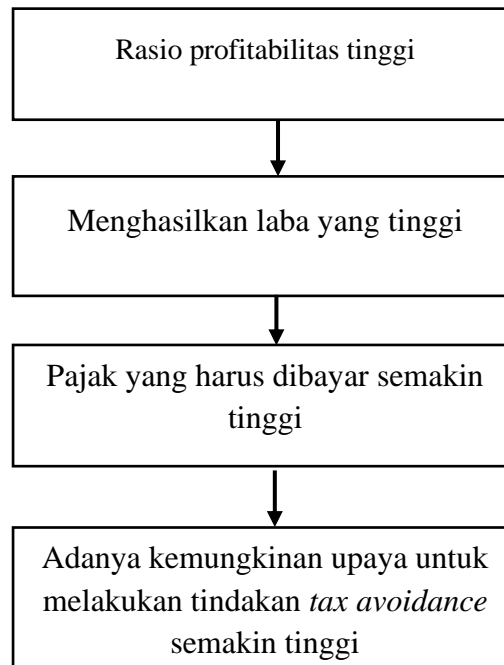 Rasio profitabilitas tinggi
Menghasilkan laba yang tinggi
Pajak yang harus dibayar semakin
tinggi
Adanya kemungkinan upaya untuk
melakukan tindakan tax avoidance
semakin tinggi